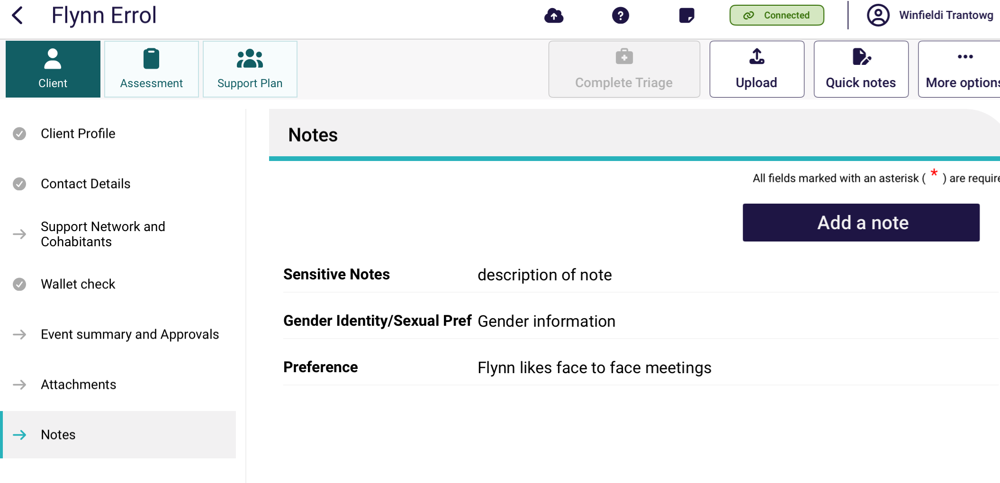 Flynn Errol
Connected
Winfieldi Trantowg
Client
Assessment
Support Plan
Complete Triage
Upload
Quick notes
More options
Client Profile
Contact Details
Support Network and
Cohabitants
Wallet check
Event summary and Approvals
Attachments
Notes
Notes
All fields marked with an asterisk ( * ) are require
Add a note
Sensitive Notes description of note
Gender Identity/Sexual Pref Gender information
Preference Flynn likes face to face meetings